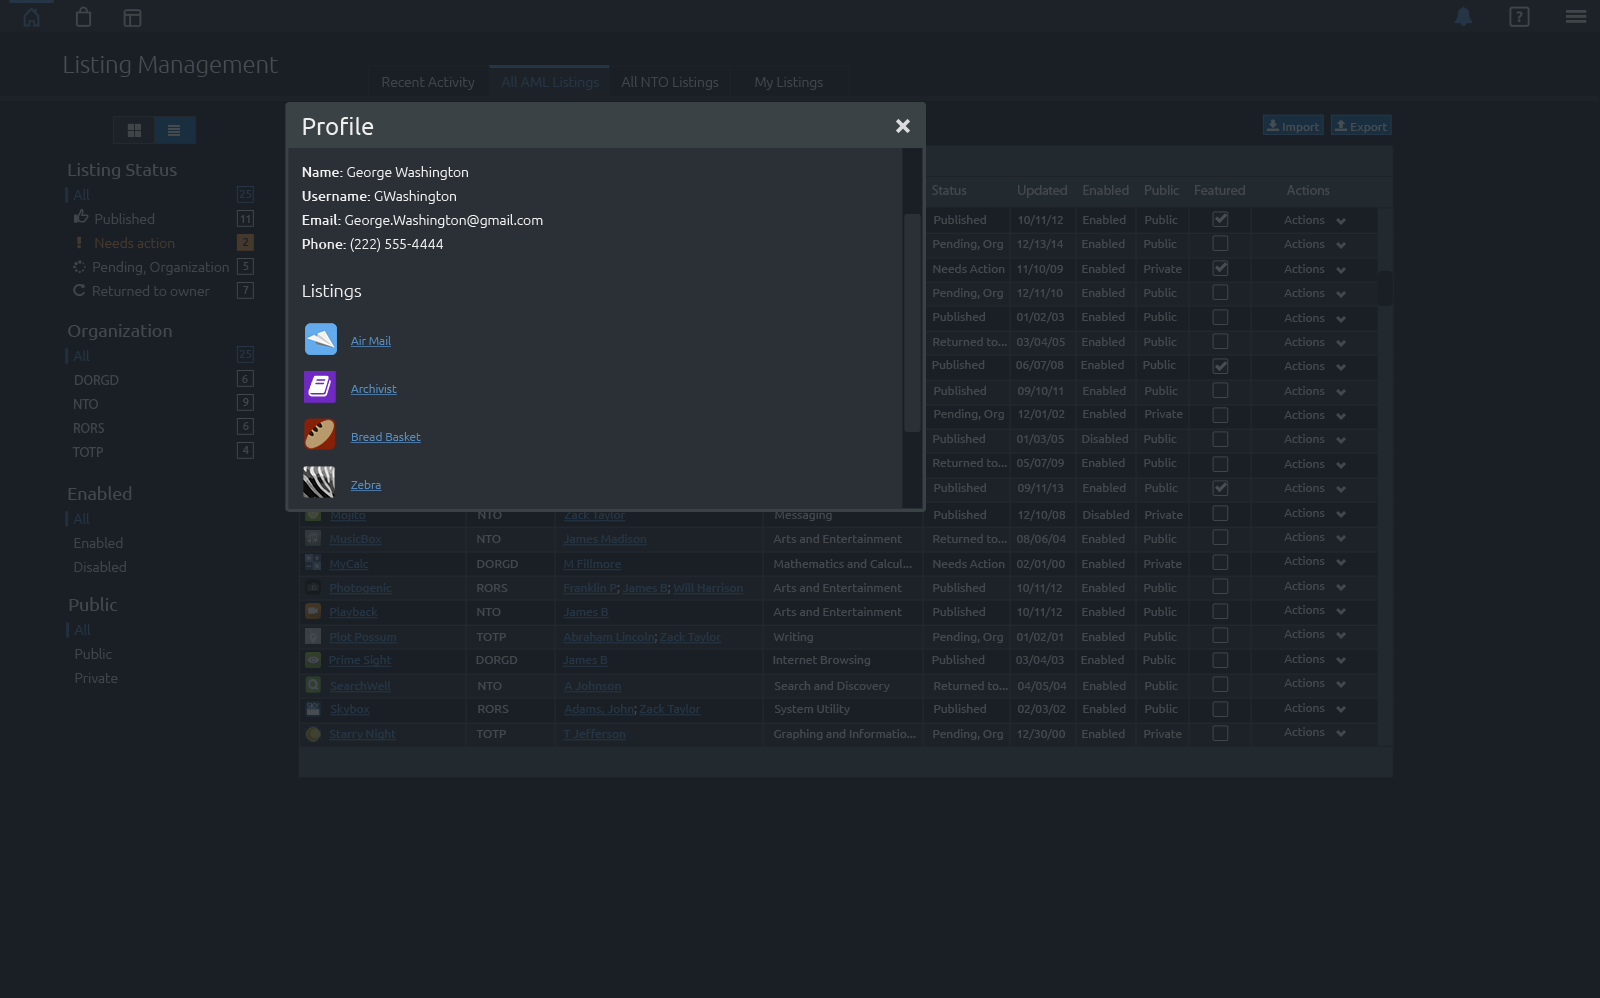 ?
Listing Management
Recent Activity
All AML Listings
All NTO Listings
My Listings
Import
Export
Listing Status
All 25
Published 11
! Needs action 2
Pending, Organization 5
Returned to owner 7
Organization
All 25
DORGD 6
NTO 9
RORS 6
TOTP 4
Enabled
All
Enabled
Disabled
Public
All
Public
Private
Profile
Name: George Washington
Username: GWashington
Email: George.Washington@gmail.com
Phone: (222) 555-4444
Listings
Air Mail
Archivist
Bread Basket
Zebra
Status Updated Enabled Public Featured Actions
Published 10/11/12 Enabled Public Actions
Pending, Org 12/13/14 Enabled Public Actions
Needs Action 11/10/09 Enabled Private Actions
Pending, Org 12/11/10 Enabled Public Actions
Published 01/02/03 Enabled Public Actions
Returned to... 03/04/05 Enabled Public Actions
Published 06/07/08 Enabled Public Actions
Published 09/10/11 Enabled Public Actions
Pending, Org 12/01/02 Enabled Private Actions
Published 01/03/05 Disabled Public Actions
Returned to... 05/07/09 Enabled Public Actions
Published 09/11/13 Enabled Public Actions
Mojito NTO Zack Taylor Messaging Published 12/10/08 Disabled Private Actions
MusicBox NTO James Madison Arts and Entertainment Returned to... 08/06/04 Enabled Public Actions
MyCalc DORGD M Fillmore Mathematics and Calcul... Needs Action 02/01/00 Enabled Private Actions
Photogenic RORS Franklin P; James B; Will Harrison Arts and Entertainment Published 10/11/12 Enabled Public Actions
Playback NTO James B Arts and Entertainment Published 10/11/12 Enabled Public Actions
Plot Possum TOTP Abraham Lincoln; Zack Taylor Writing Pending, Org 01/02/01 Enabled Public Actions
Prime Sight DORGD James B Internet Browsing Published 03/04/03 Enabled Public Actions
SearchWell NTO A Johnson Search and Discovery Returned to... 04/05/04 Enabled Public Actions
Skybox RORS Adams, John; Zack Taylor System Utility Published 02/03/02 Enabled Public Actions
Starry Night TOTP T Jefferson Graphing and Informatio... Pending, Org 12/30/00 Enabled Private Actions